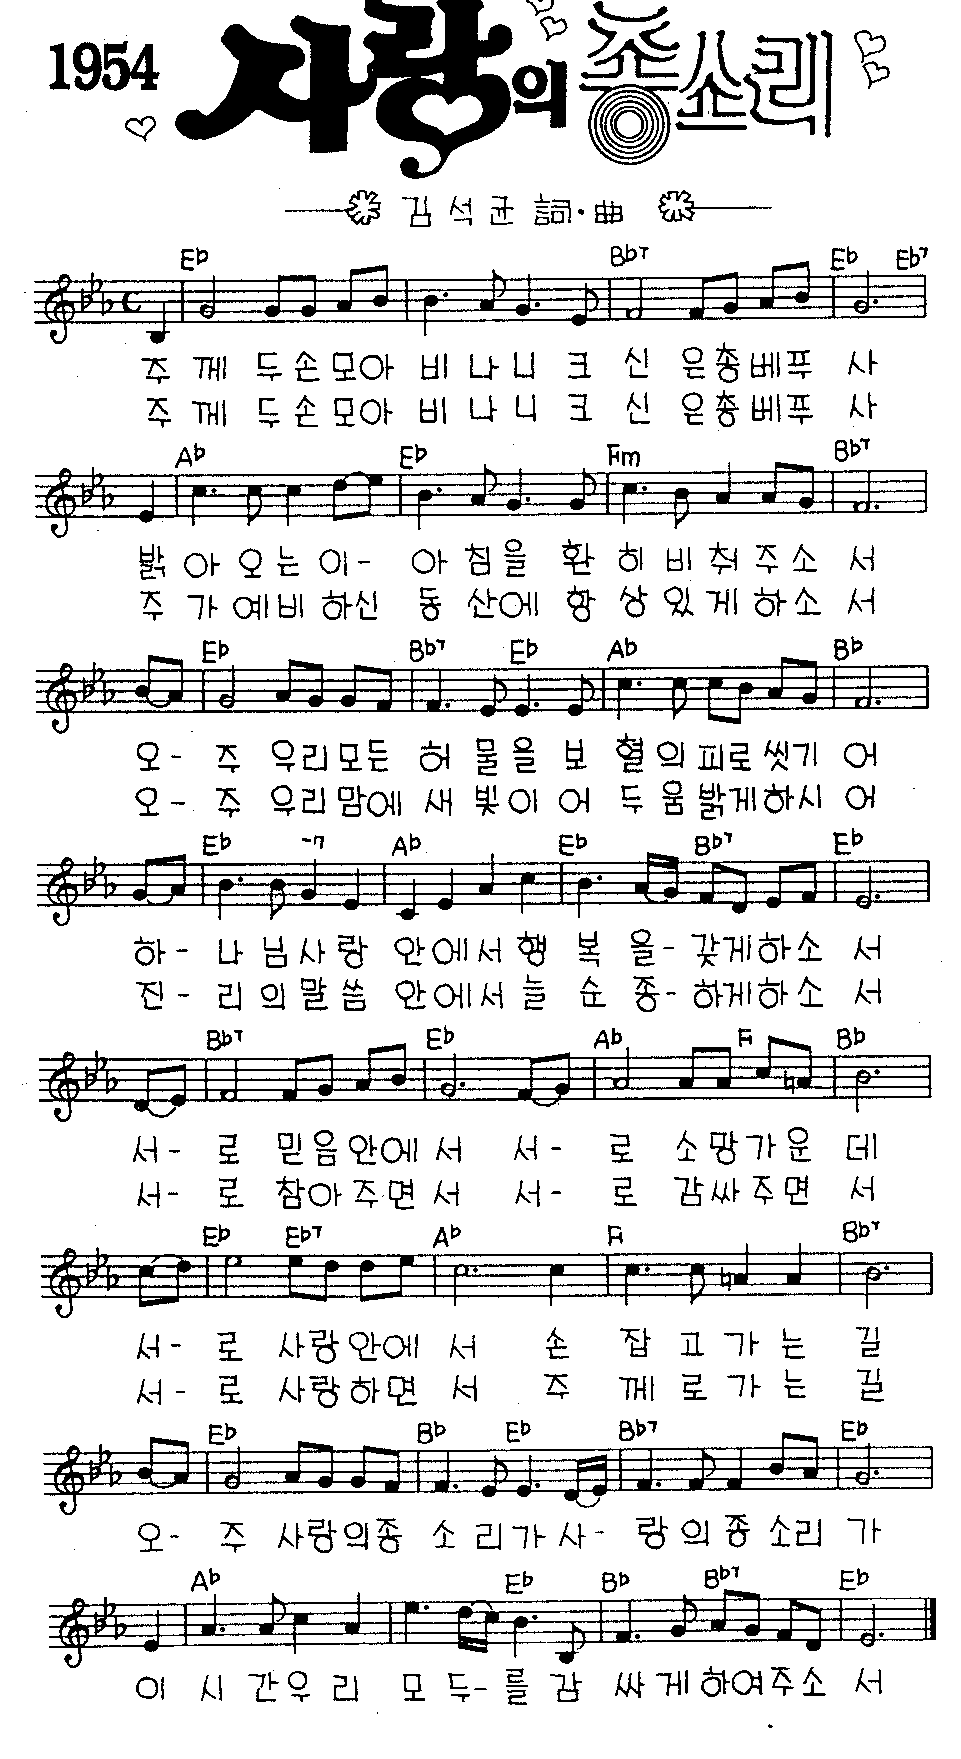 1954 사랑의 종소리
김석균 詞·曲
Eb Bb7 Eb Eb7
주 께 두손모아 비 나 니 크 신 은총베푸 사
주 께 두손모아 비 나 니 크 신 은총베푸 사
Ab Eb Fm Bb7
밝 아 오 는 이- 아 침 을 환 히 비 춰 주 소 서
주 가 예비 하신 동 산에 항 상 있 게 하 소 서
Eb Bb7 Eb Ab Bb
오- 주 우리모든 허 물을 보 혈의피로씻기 어
오- 주 우리맘에 새 빛이 어 두 움밝게하시 어
Eb -7 Ab Eb Bb7 Eb
하- 나 님사 랑 안에서행 복 을- 갖게하소 서
진- 리 의 말 씀 안에서늘 순 종- 하게하소 서
Bb7 Eb Ab F Bb
서- 로 믿음안에 서 서- 로 소 망가 운 데
서- 로 참아주면 서 서- 로 감싸주면 서
Eb Eb7 Ab F Bb7
서- 로 사랑안에 서 손 잡 고 가 는 길
서- 로 사랑하면 서 주 께 로 가 는 길
Eb Bb Eb Bb7 Eb
오- 주 사랑의종 소 리가 사- 랑 의 종 소리 가
Ab Eb Bb Bb7 Eb
이 시 간우 리 모 두-를 감 싸 게 하여주소 서